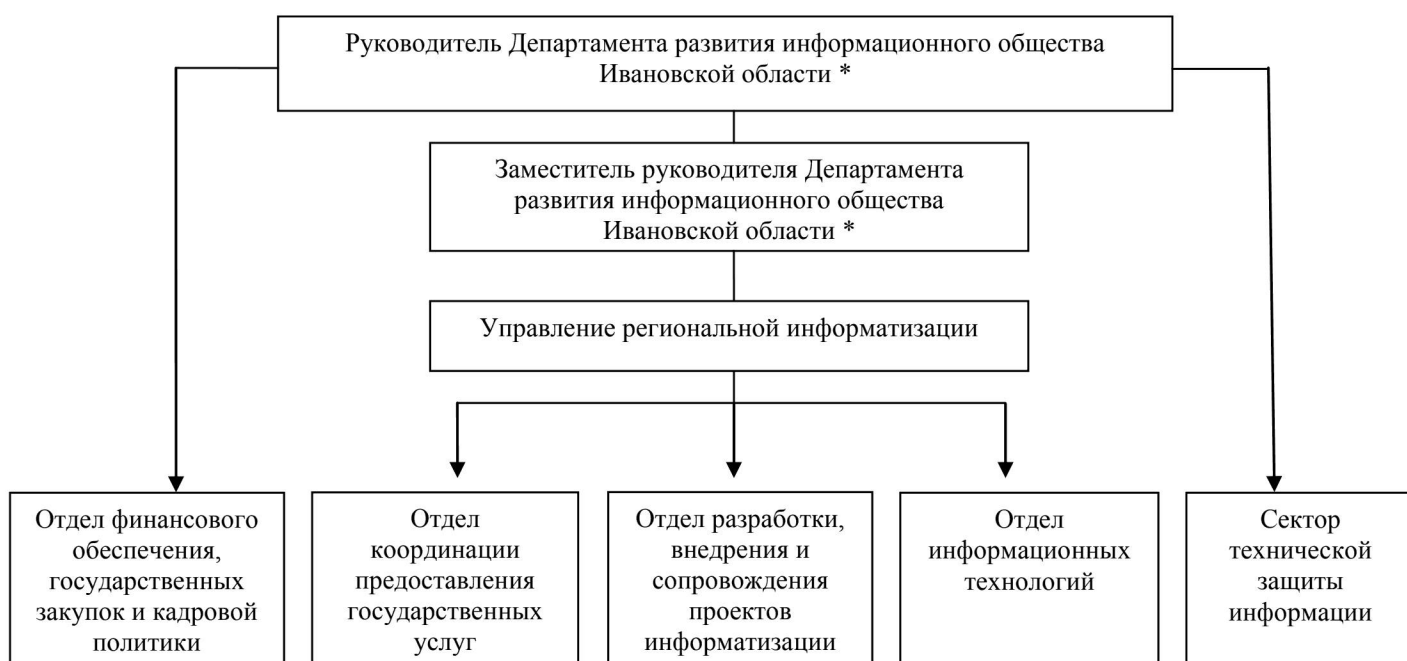 Руководитель Департамента развития информационного общества
Ивановской области *
Заместитель руководителя Департамента
развития информационного общества
Ивановской области *
Управление региональной информатизации
Отдел финансового
обеспечения,
государственных
закупок и кадровой
политики
Отдел
координации
предоставления
государственных
услуг
Отдел разработки,
внедрения и
сопровождения
проектов
информатизации
Отдел
информационных
технологий
Сектор
технической
защиты
информации